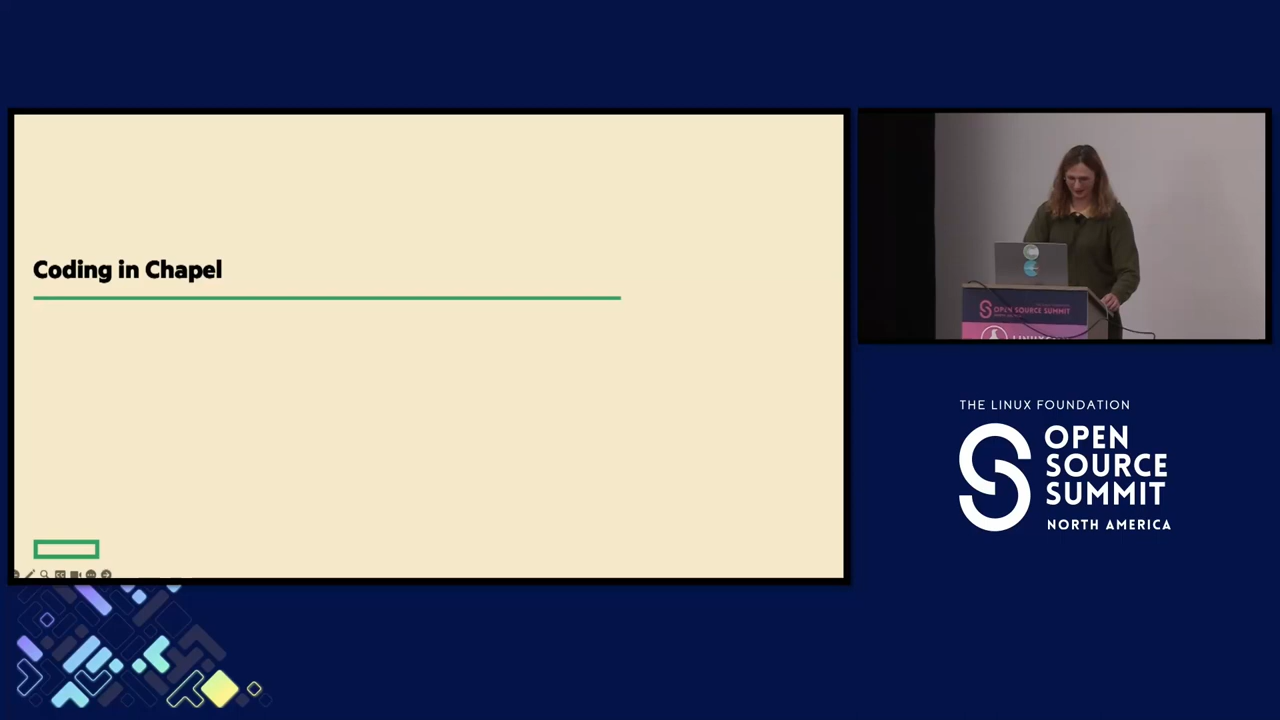 Coding in Chapel
OPEN SOURCE SUMMIT
THE LINUX FOUNDATION
OPEN
SOURCE
SUMMIT
NORTH AMERICA